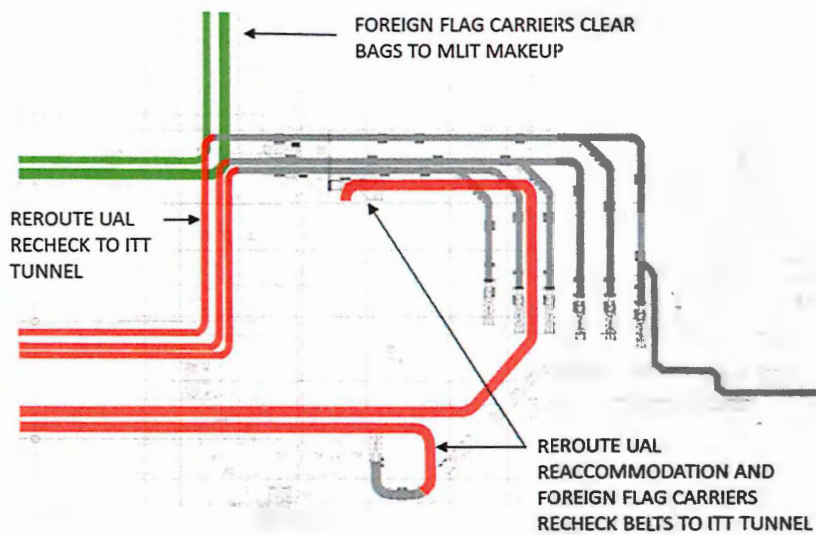 FOREIGN FLAG CARRIERS CLEAR
BAGS TO MLIT MAKEUP
REROUTE UAL
RECHECK TO ITT
TUNNEL
REROUTE UAL
REACCOMMODATION AND
FOREIGN FLAG CARRIERS
RECHECK BELTS TO ITT TUNNEL